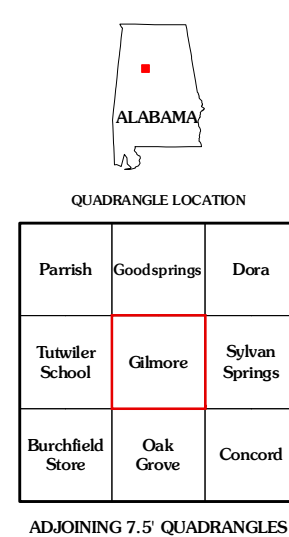 ALABAMA
QUADRANGLE LOCATION
Parrish
Goodsprings
Dora
Tutwiler
School
Gilmore
Sylvan
Springs
Burchfield
Store
Oak
Grove
Concord
ADJOINING 7.5' QUADRANGLES